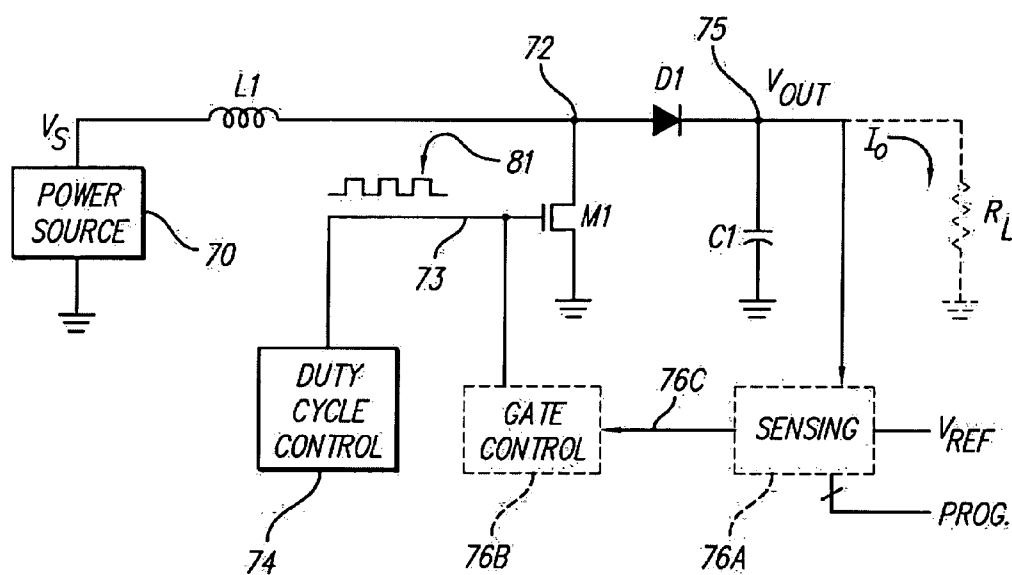 75
72
L1
D1
V_OUT
V_S
I_o
81
POWER
SOURCE
M1
C1
R_L
70
73
DUTY
CYCLE
CONTROL
GATE
CONTROL
76C
SENSING
V_REF
PROG.
74
76B
76A